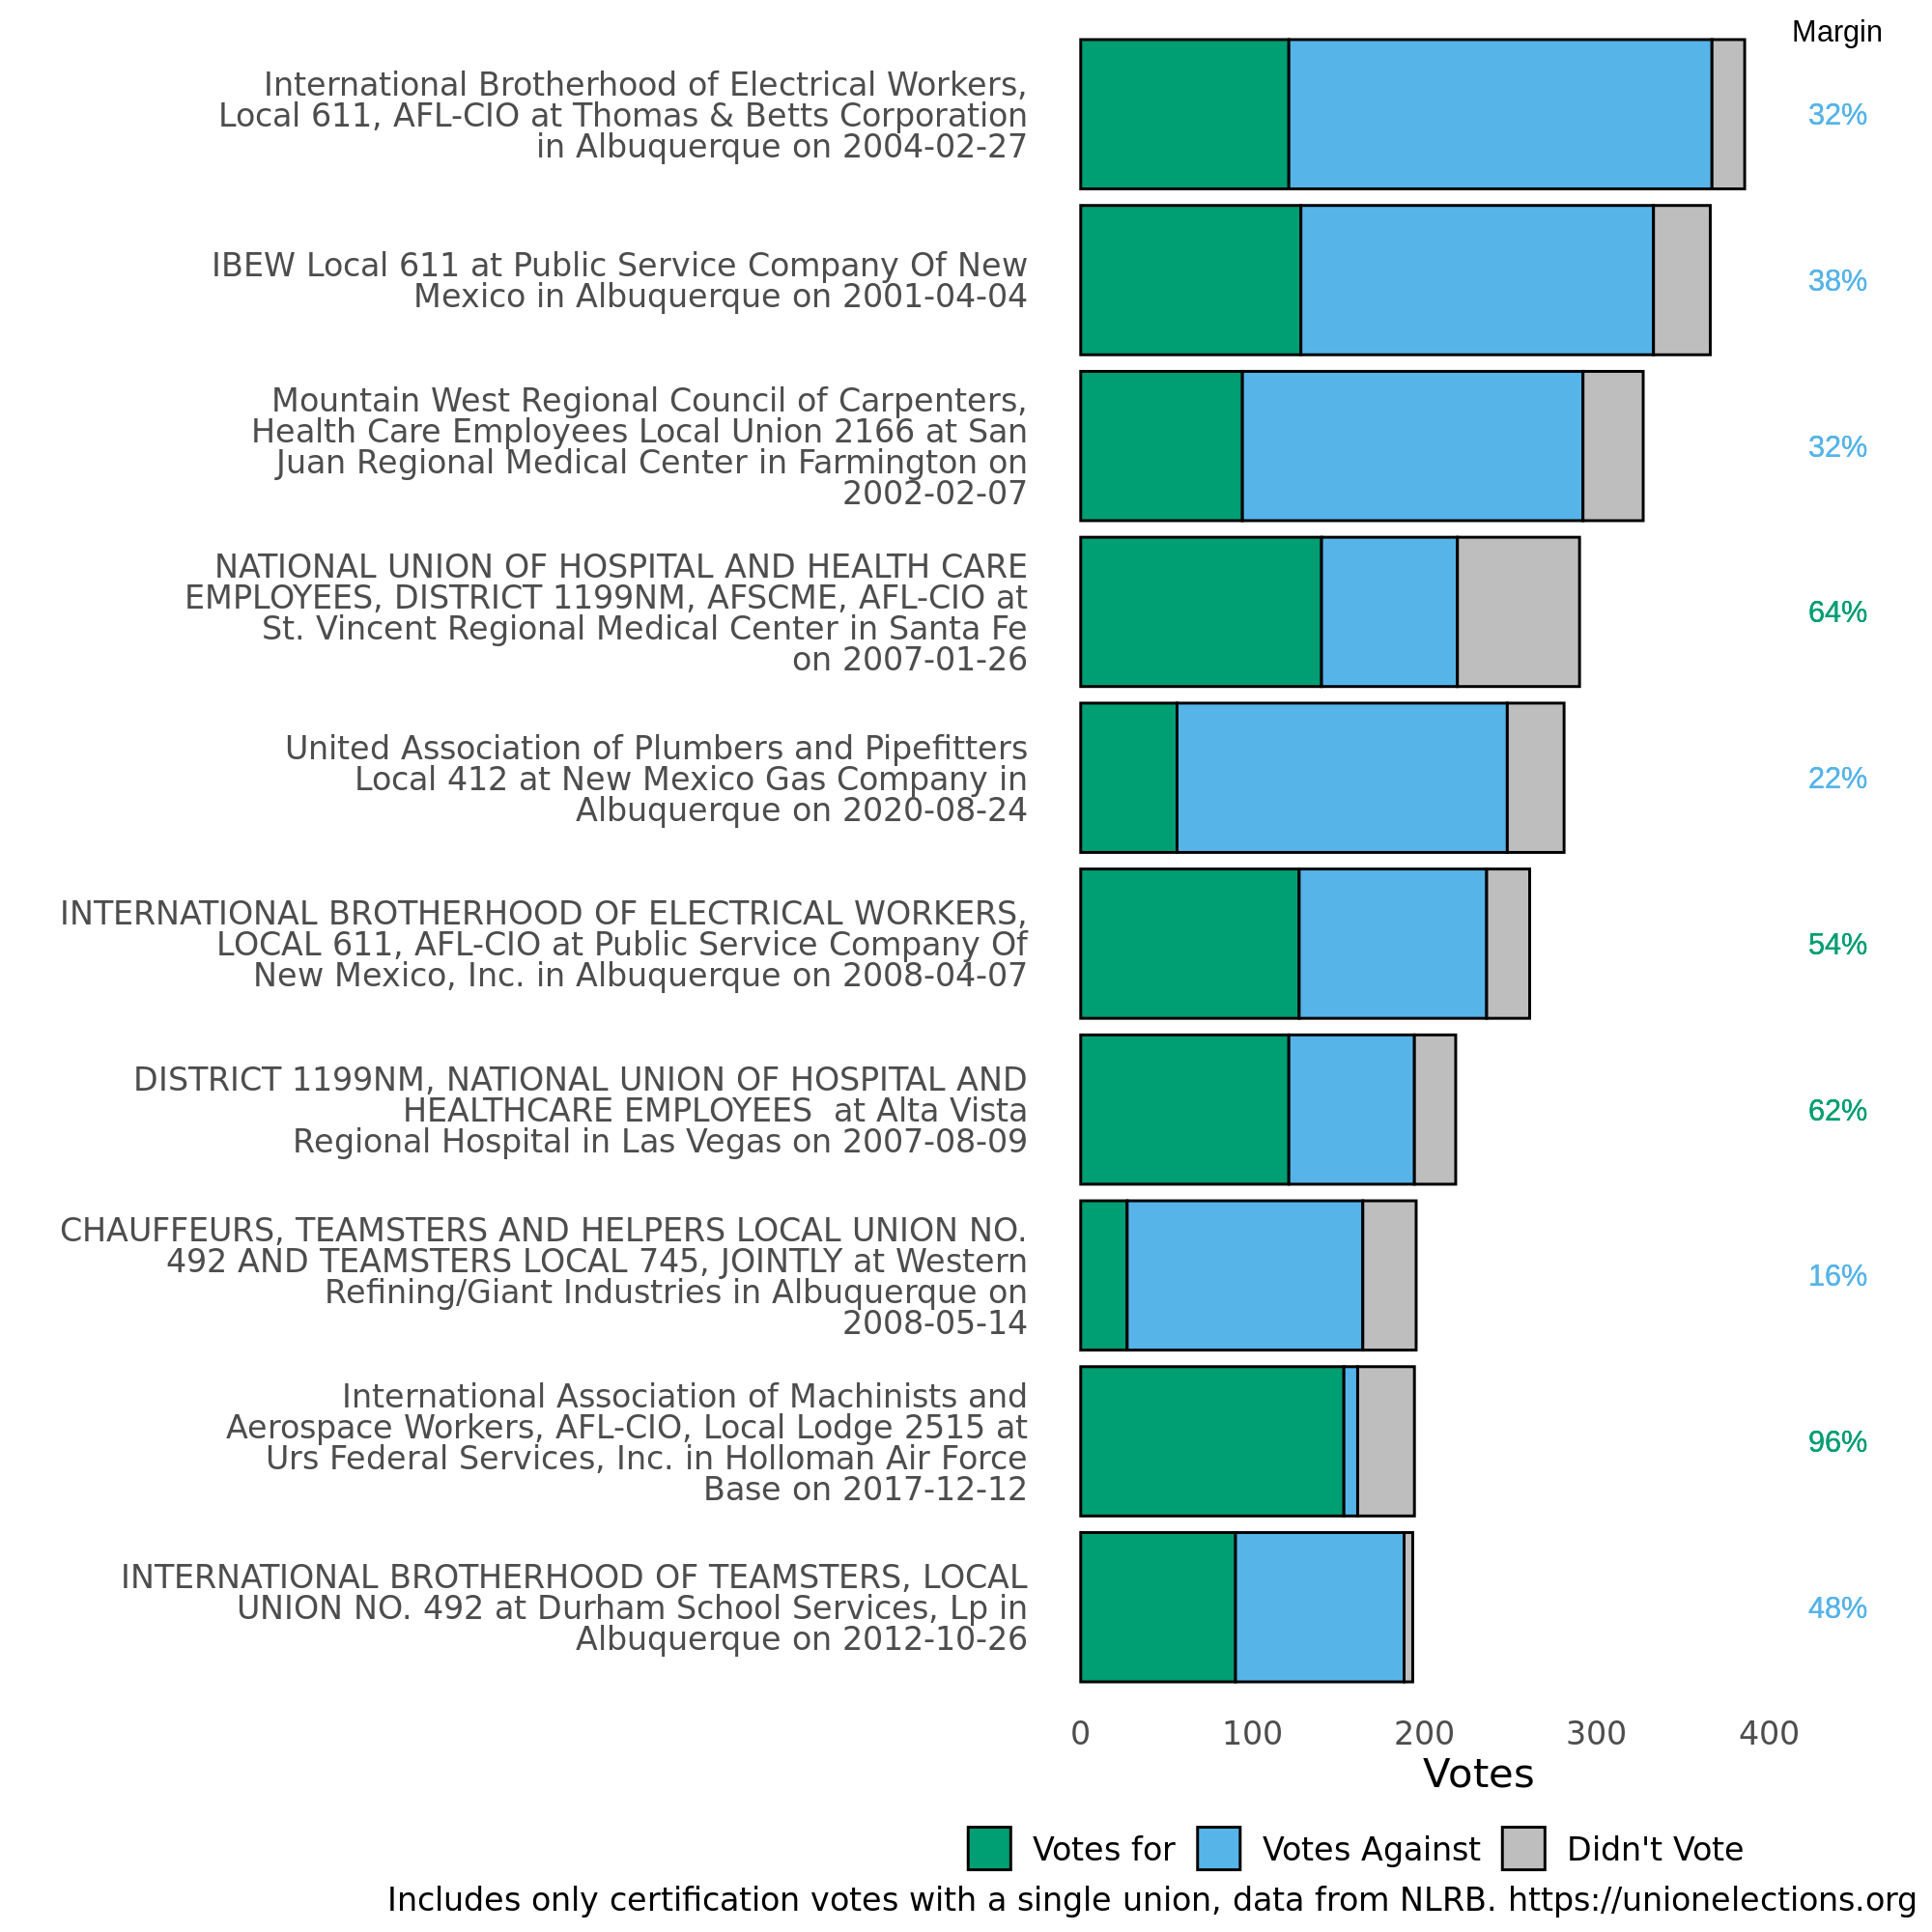 Margin
International Brotherhood of Electrical Workers,
Local 611, AFL-CIO at Thomas & Betts Corporation
in Albuquerque on 2004-02-27
32%
IBEW Local 611 at Public Service Company Of New
Mexico in Albuquerque on 2001-04-04
38%
Mountain West Regional Council of Carpenters,
Health Care Employees Local Union 2166 at San
Juan Regional Medical Center in Farmington on
2002-02-07
32%
NATIONAL UNION OF HOSPITAL AND HEALTH CARE
EMPLOYEES, DISTRICT 1199NM, AFSCME, AFL-CIO at
St. Vincent Regional Medical Center in Santa Fe
on 2007-01-26
64%
United Association of Plumbers and Pipefitters
Local 412 at New Mexico Gas Company in
Albuquerque on 2020-08-24
22%
INTERNATIONAL BROTHERHOOD OF ELECTRICAL WORKERS,
LOCAL 611, AFL-CIO at Public Service Company Of
New Mexico, Inc. in Albuquerque on 2008-04-07
54%
DISTRICT 1199NM, NATIONAL UNION OF HOSPITAL AND
HEALTHCARE EMPLOYEES  at Alta Vista
Regional Hospital in Las Vegas on 2007-08-09
62%
CHAUFFEURS, TEAMSTERS AND HELPERS LOCAL UNION NO.
492 AND TEAMSTERS LOCAL 745, JOINTLY at Western
Refining/Giant Industries in Albuquerque on
2008-05-14
16%
International Association of Machinists and
Aerospace Workers, AFL-CIO, Local Lodge 2515 at
Urs Federal Services, Inc. in Holloman Air Force
Base on 2017-12-12
96%
INTERNATIONAL BROTHERHOOD OF TEAMSTERS, LOCAL
UNION NO. 492 at Durham School Services, Lp in
Albuquerque on 2012-10-26
48%
0 100 200 300 400
Votes
Votes for Votes Against Didn't Vote
Includes only certification votes with a single union, data from NLRB. https://unionelections.org